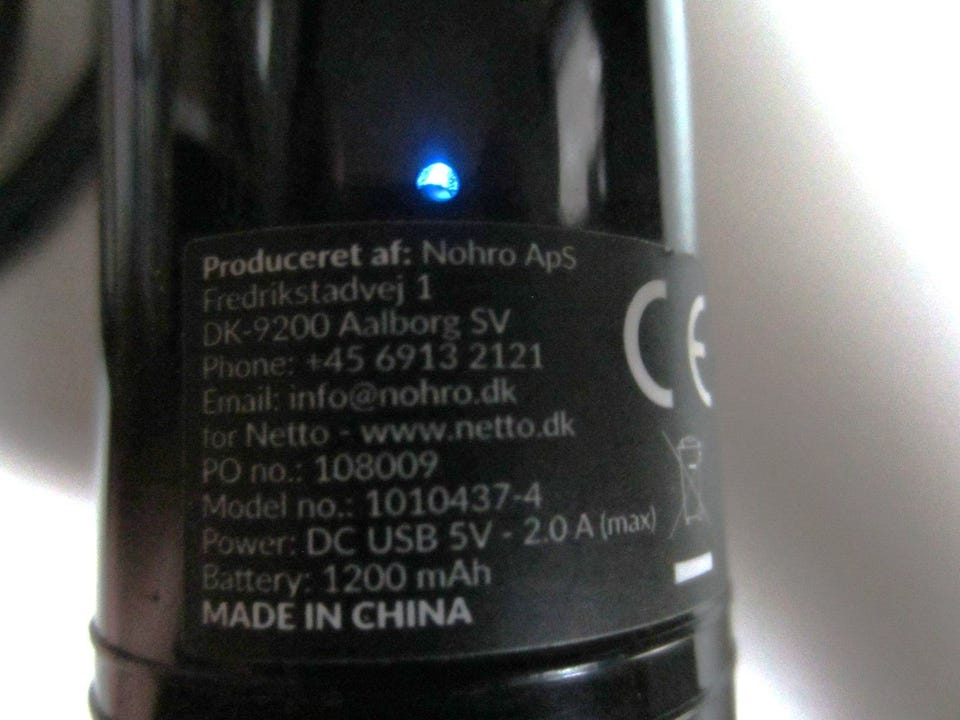 Produceret af: Nohro ApS
Fredrikstadvej 1
DK-9200 Aalborg SV
Phone: +45 6913 2121
Email: info@nohro.dk
for Netto - www.netto.dk
PO no.: 108009
Model no.: 1010437-4
Power: DC USB 5V - 2.0 A (max)
Battery: 1200 mAh
MADE IN CHINA
CE